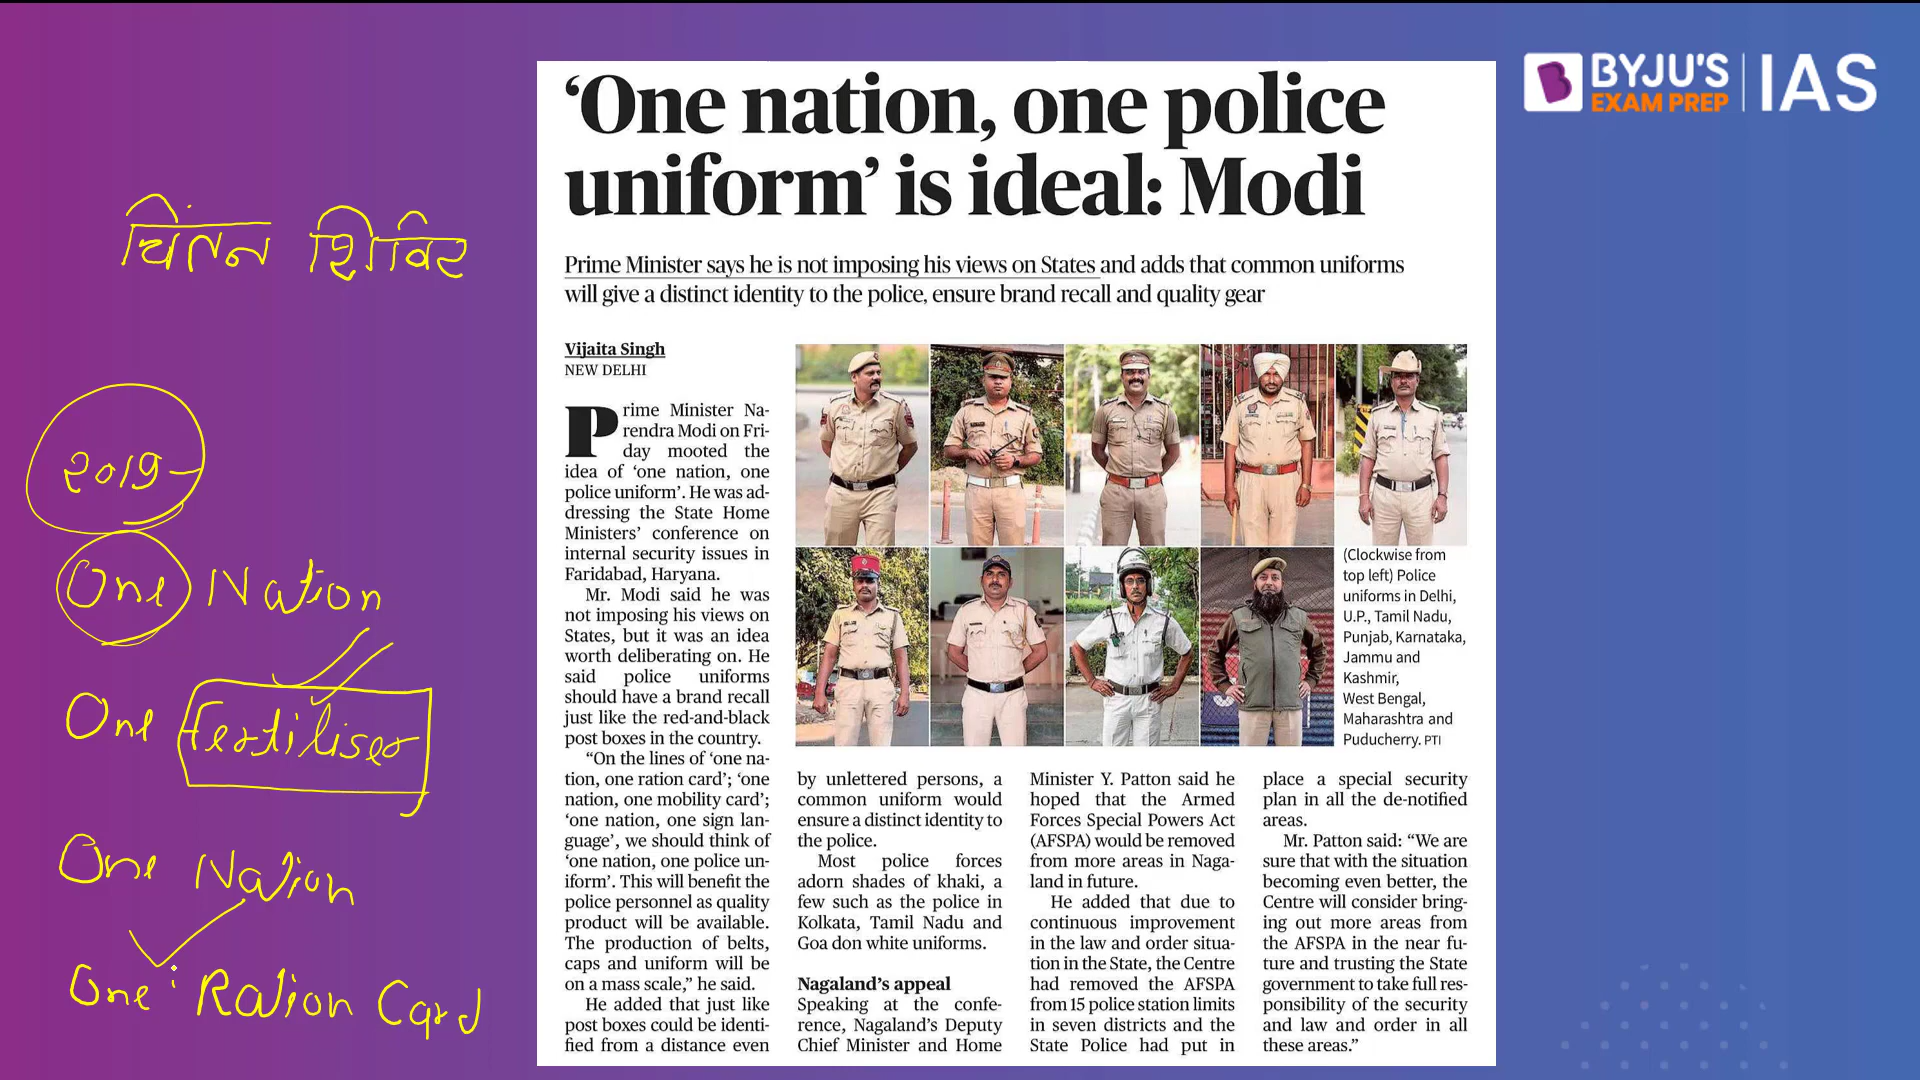 BYJU'S
EXAM PREP
IAS
चिंतन शिविर
२०19
One Nation
One Fertiliser
One Nation
One Ration Card
‘One nation, one police
uniform’ is ideal: Modi
Prime Minister says he is not imposing his views on States and adds that common uniforms
will give a distinct identity to the police, ensure brand recall and quality gear
Vijaita Singh
NEW DELHI
Prime Minister Na-
rendra Modi on Fri-
day mooted the
idea of ‘one nation, one
police uniform’. He was ad-
dressing the State Home
Ministers’ conference on
internal security issues in
Faridabad, Haryana.
Mr. Modi said he was
not imposing his views on
States, but it was an idea
worth deliberating on. He
said police uniforms
should have a brand recall
just like the red-and-black
post boxes in the country.
“On the lines of ‘one na-
tion, one ration card’; ‘one
nation, one mobility card’;
‘one nation, one sign lan-
guage’, we should think of
‘one nation, one police un-
iform’. This will benefit the
police personnel as quality
product will be available.
The production of belts,
caps and uniform will be
on a mass scale,” he said.
He added that just like
post boxes could be identi-
fied from a distance even
(Clockwise from
top left) Police
uniforms in Delhi,
U.P., Tamil Nadu,
Punjab, Karnataka,
Jammu and
Kashmir,
West Bengal,
Maharashtra and
Puducherry. PTI
by unlettered persons, a
common uniform would
ensure a distinct identity to
the police.
Most police forces
adorn shades of khaki, a
few such as the police in
Kolkata, Tamil Nadu and
Goa don white uniforms.
Nagaland’s appeal
Speaking at the confe-
rence, Nagaland’s Deputy
Chief Minister and Home
Minister Y. Patton said he
hoped that the Armed
Forces Special Powers Act
(AFSPA) would be removed
from more areas in Naga-
land in future.
He added that due to
continuous improvement
in the law and order situa-
tion in the State, the Centre
had removed the AFSPA
from 15 police station limits
in seven districts and the
State Police had put in
place a special security
plan in all the de-notified
areas.
Mr. Patton said: “We are
sure that with the situation
becoming even better, the
Centre will consider bring-
ing out more areas from
the AFSPA in the near fu-
ture and trusting the State
government to take full res-
ponsibility of the security
and law and order in all
these areas.”